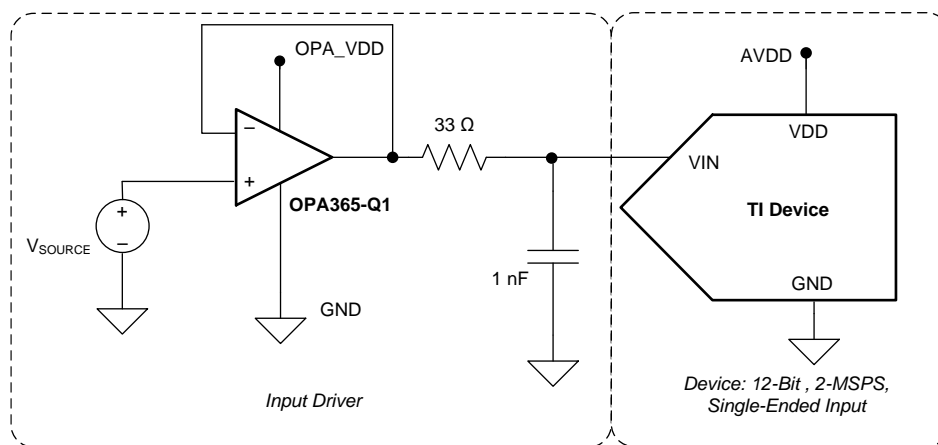 OPA_VDD
AVDD
33 Ω
VDD
−
VIN
+
OPA365-Q1
TI Device
+
−
VSOURCE
1 nF
GND
GND
Input Driver
Device: 12-Bit , 2-MSPS,
Single-Ended Input